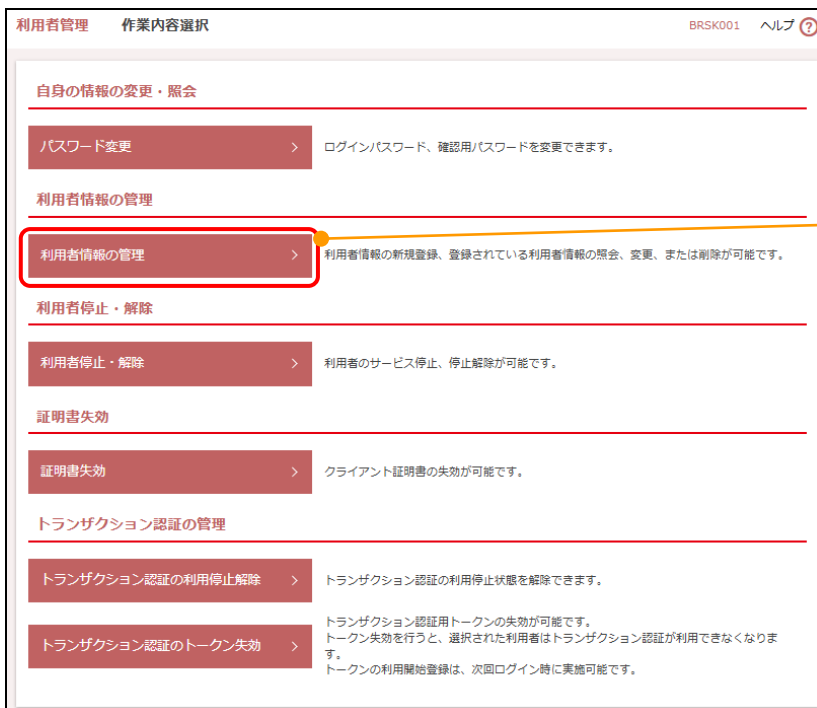 利用者管理 作業内容選択 BRSK001 ヘルプ ?
自身の情報の変更・照会
パスワード変更 > ログインパスワード、確認用パスワードを変更できます。
利用者情報の管理
利用者情報の管理 > 利用者情報の新規登録、登録されている利用者情報の照会、変更、または削除が可能です。
利用者停止・解除
利用者停止・解除 > 利用者のサービス停止、停止解除が可能です。
証明書失効
証明書失効 > クライアント証明書の失効が可能です。
トランザクション認証の管理
トランザクション認証の利用停止解除 > トランザクション認証の利用停止状態を解除できます。
トランザクション認証のトークン失効 >
トランザクション認証用トークンの失効が可能です。
トークン失効を行うと、選択された利用者はトランザクション認証が利用できなくなりま
す。
トークンの利用開始登録は、次回ログイン時に実施可能です。